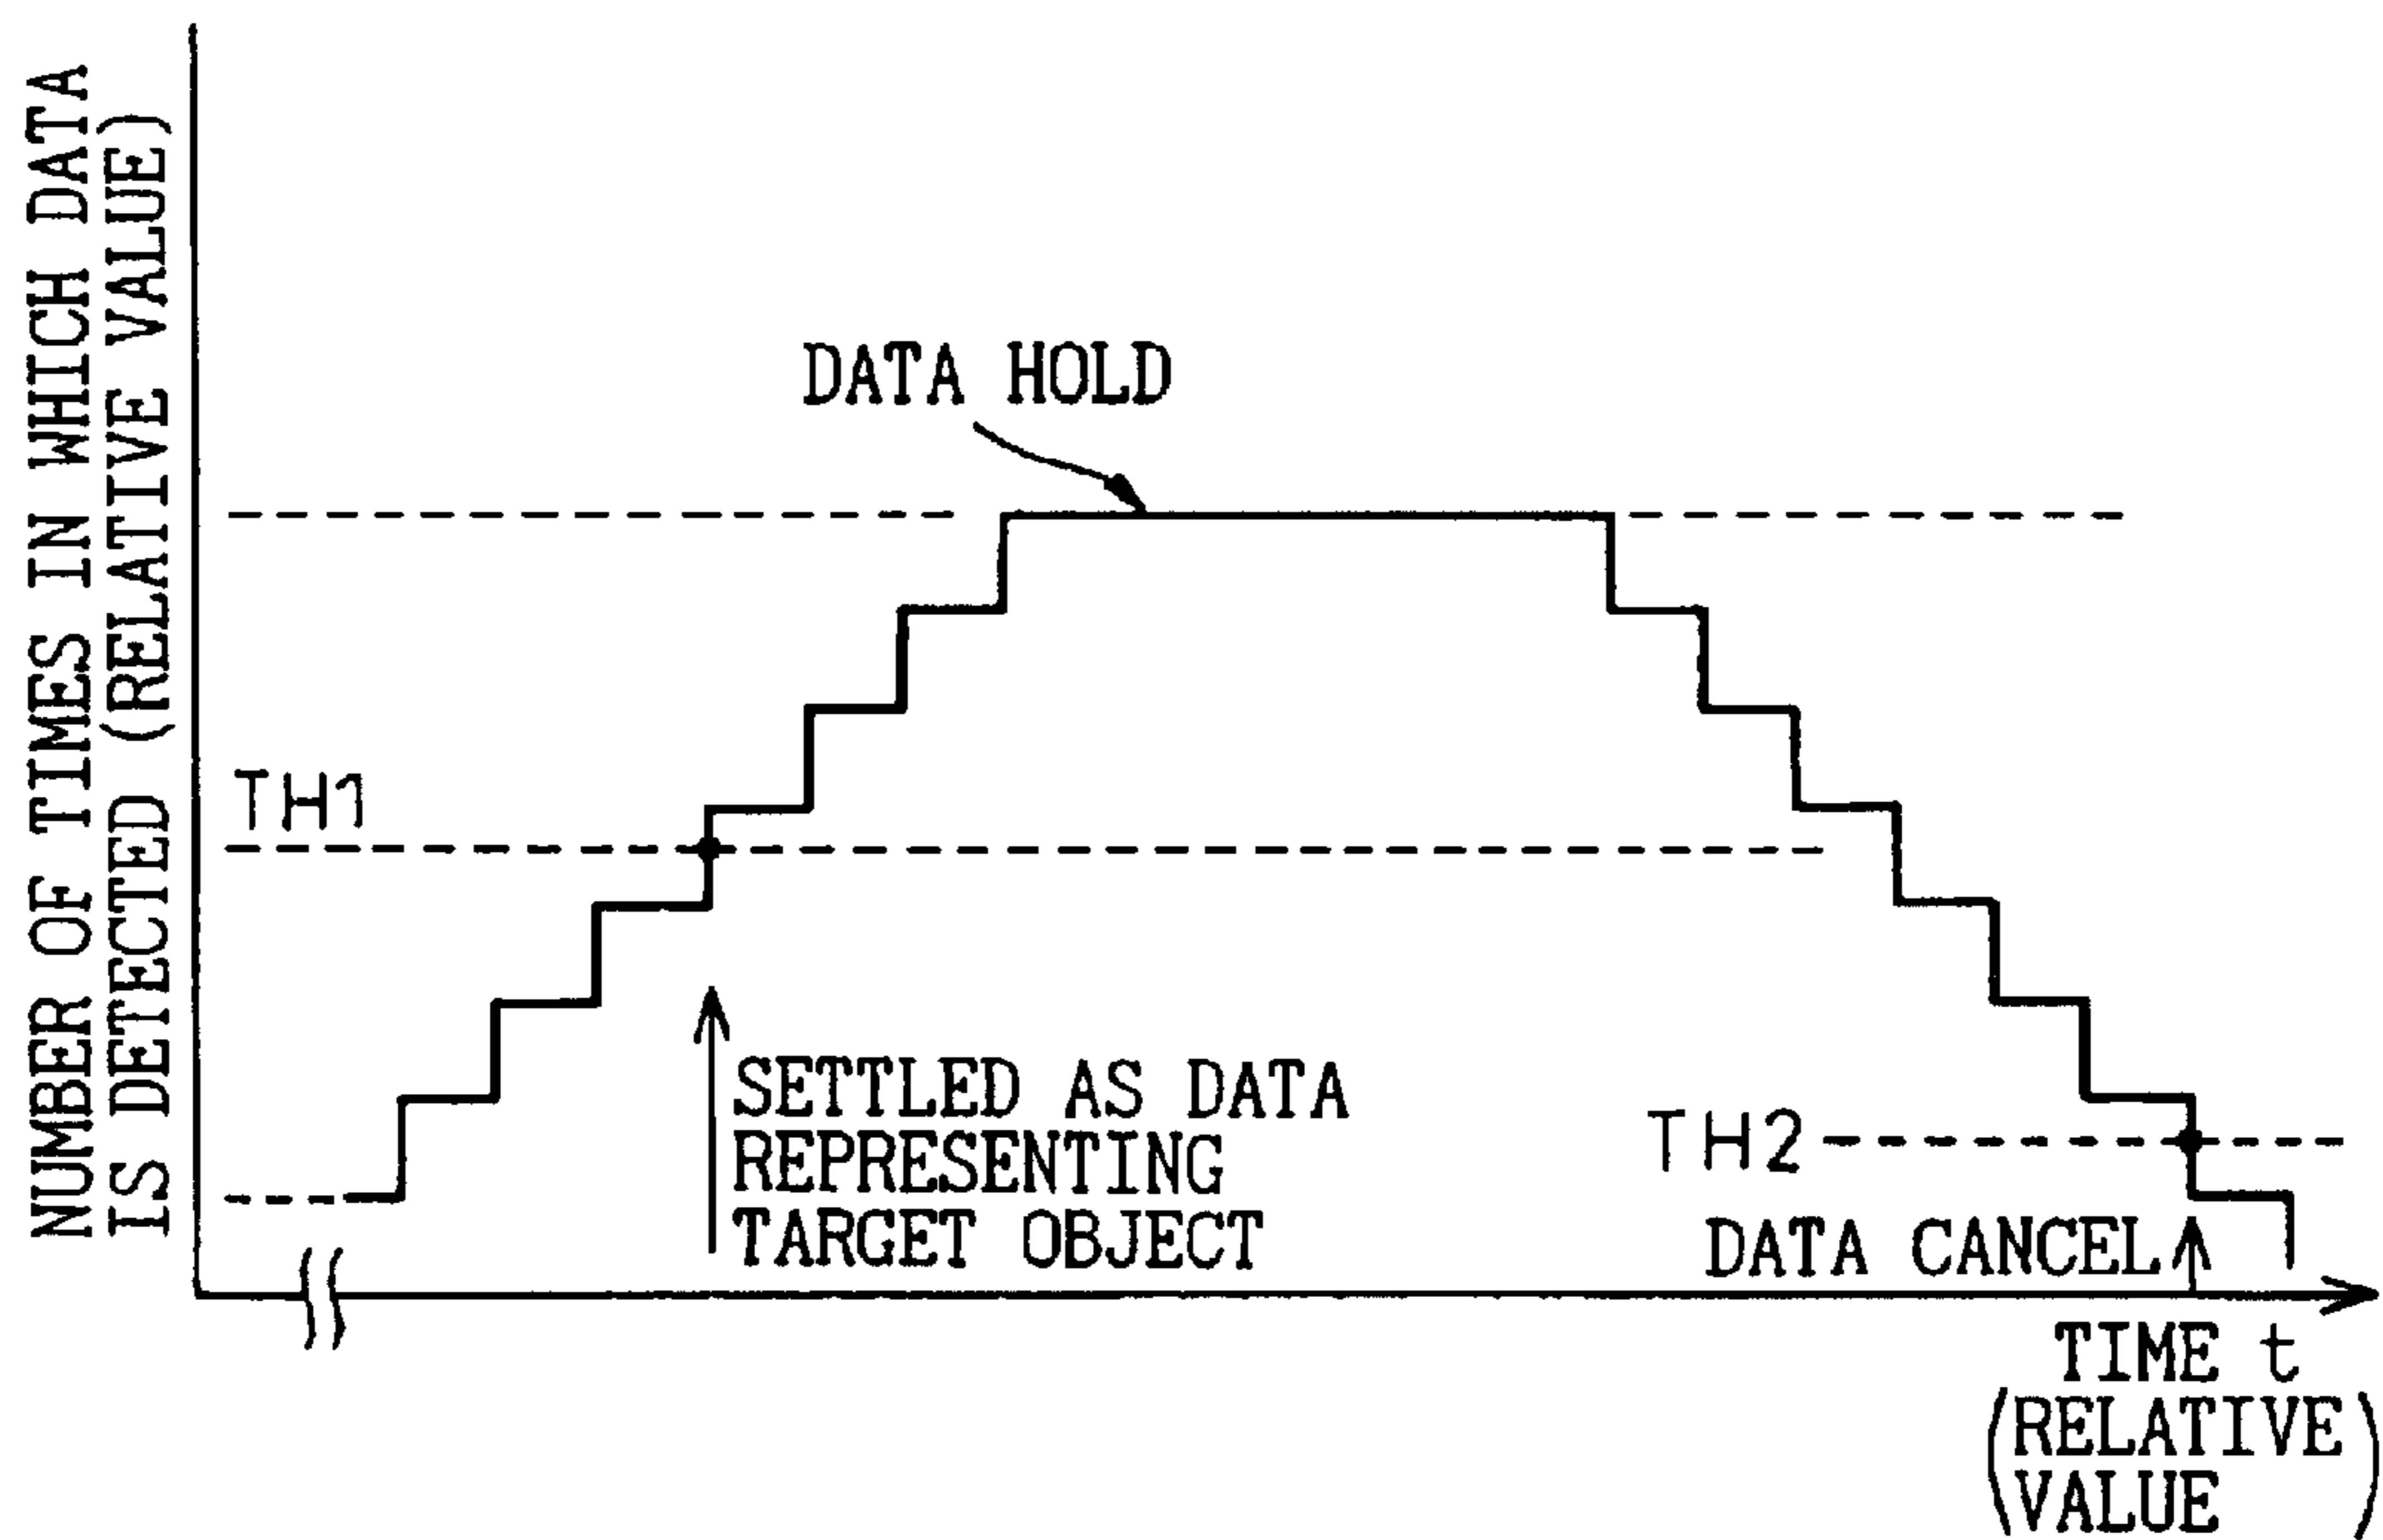 NUMBER OF TIMES IN WHICH DATA
IS DETECTED (RELATIVE VALUE)
DATA HOLD
TH1
SETTLED AS DATA
REPRESENTING
TARGET OBJECT
TH2
DATA CANCEL
TIME t
(RELATIVE
VALUE)